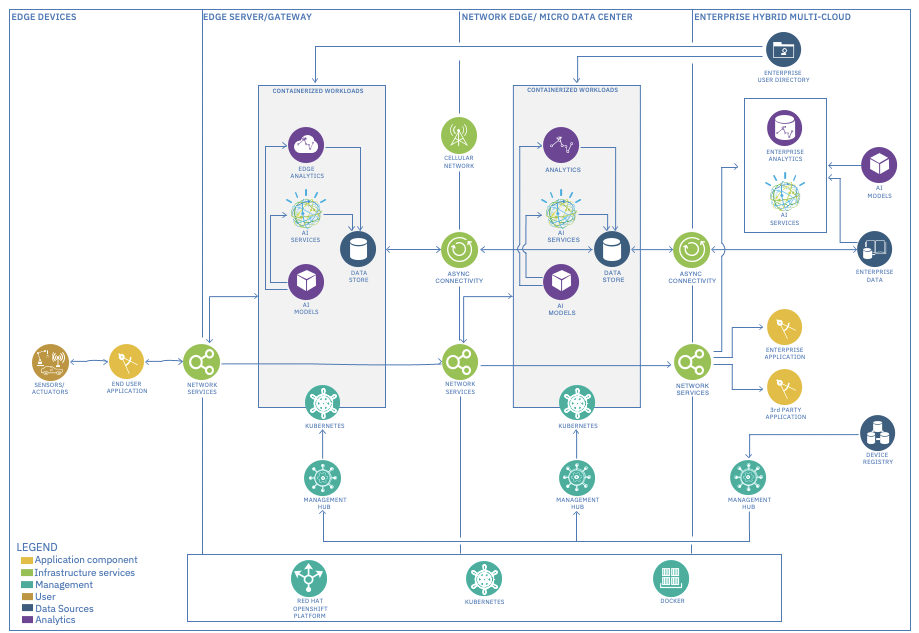 EDGE DEVICES
EDGE SERVER/GATEWAY
NETWORK EDGE/ MICRO DATA CENTER
ENTERPRISE HYBRID MULTI-CLOUD
ENTERPRISE
USER DIRECTORY
CONTAINERIZED WORKLOADS
CONTAINERIZED WORKLOADS
EDGE
ANALYTICS
CELLULAR
NETWORK
ANALYTICS
ENTERPRISE
ANALYTICS
AI
MODELS
AI
SERVICES
AI
SERVICES
AI
SERVICES
DATA
STORE
ASYNC
CONNECTIVITY
DATA
STORE
ASYNC
CONNECTIVITY
ENTERPRISE
DATA
AI
MODELS
AI
MODELS
ENTERPRISE
APPLICATION
SENSORS/
ACTUATORS
END USER
APPLICATION
NETWORK
SERVICES
NETWORK
SERVICES
NETWORK
SERVICES
3rd PARTY
APPLICATION
KUBERNETES
KUBERNETES
DEVICE
REGISTRY
MANAGEMENT
HUB
MANAGEMENT
HUB
MANAGEMENT
HUB
LEGEND
Application component
Infrastructure services
Management
User
Data Sources
Analytics
RED HAT
OPENSHIFT
PLATFORM
KUBERNETES
DOCKER